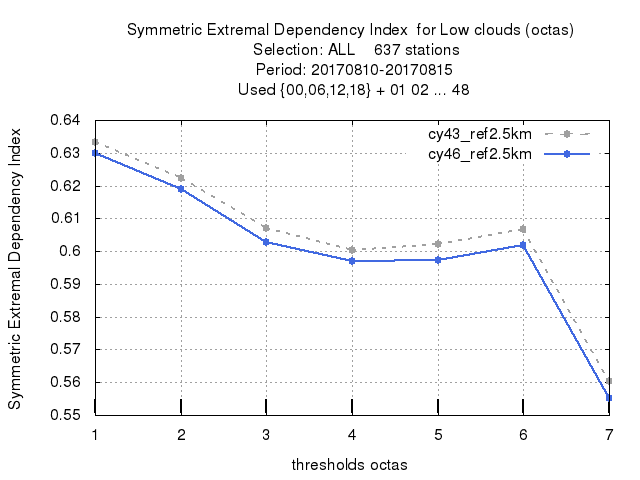 Symmetric Extremal Dependency Index  for Low clouds (octas)
Selection: ALL    637 stations
Period: 20170810-20170815
Used {00,06,12,18} + 01 02 ... 48
Symmetric Extremal Dependency Index
0.64
0.63
0.62
0.61
0.6
0.59
0.58
0.57
0.56
0.55
cy43_ref2.5km
cy46_ref2.5km
1 2 3 4 5 6 7
thresholds octas